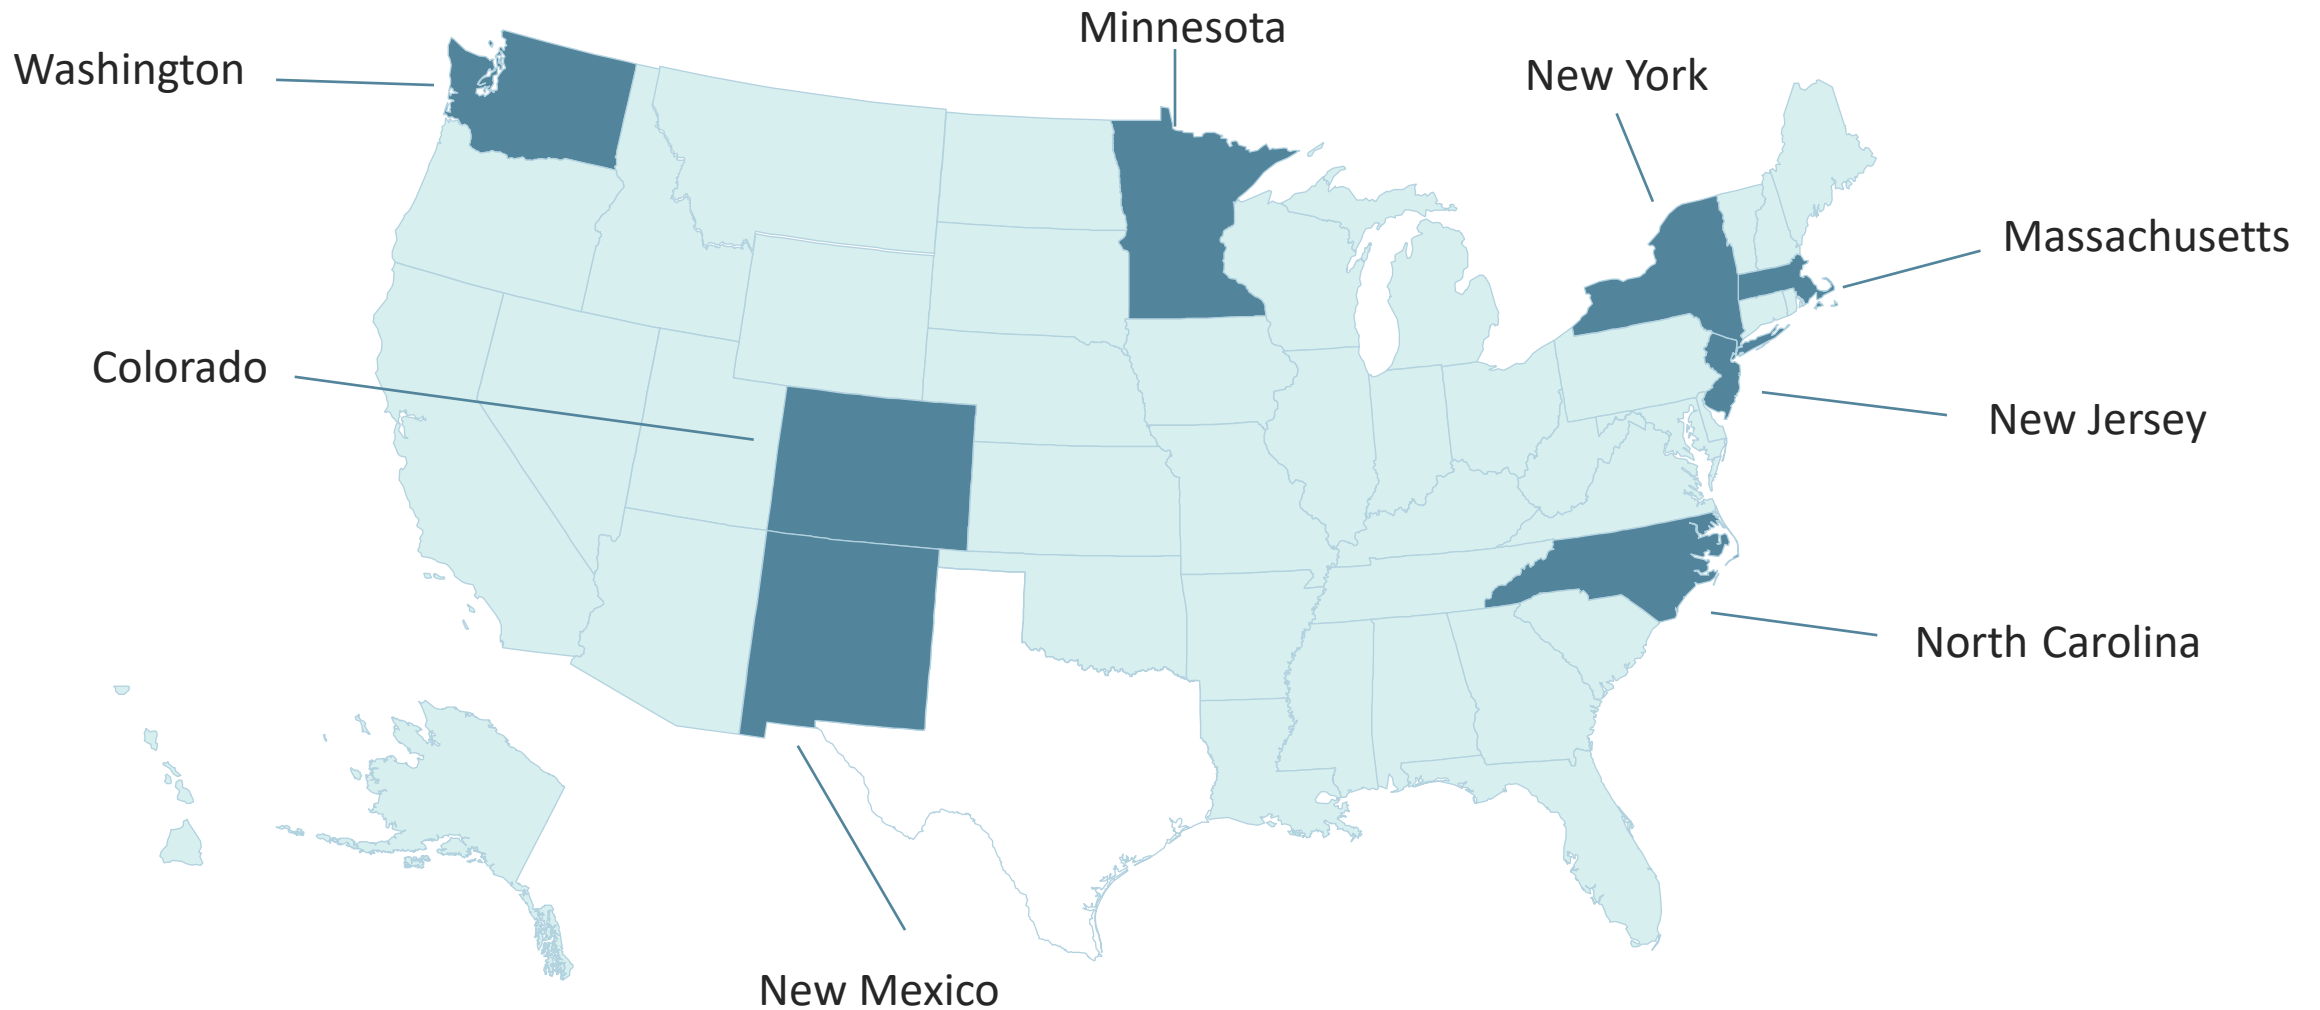 Minnesota
Washington
New York
Massachusetts
Colorado
New Jersey
North Carolina
New Mexico